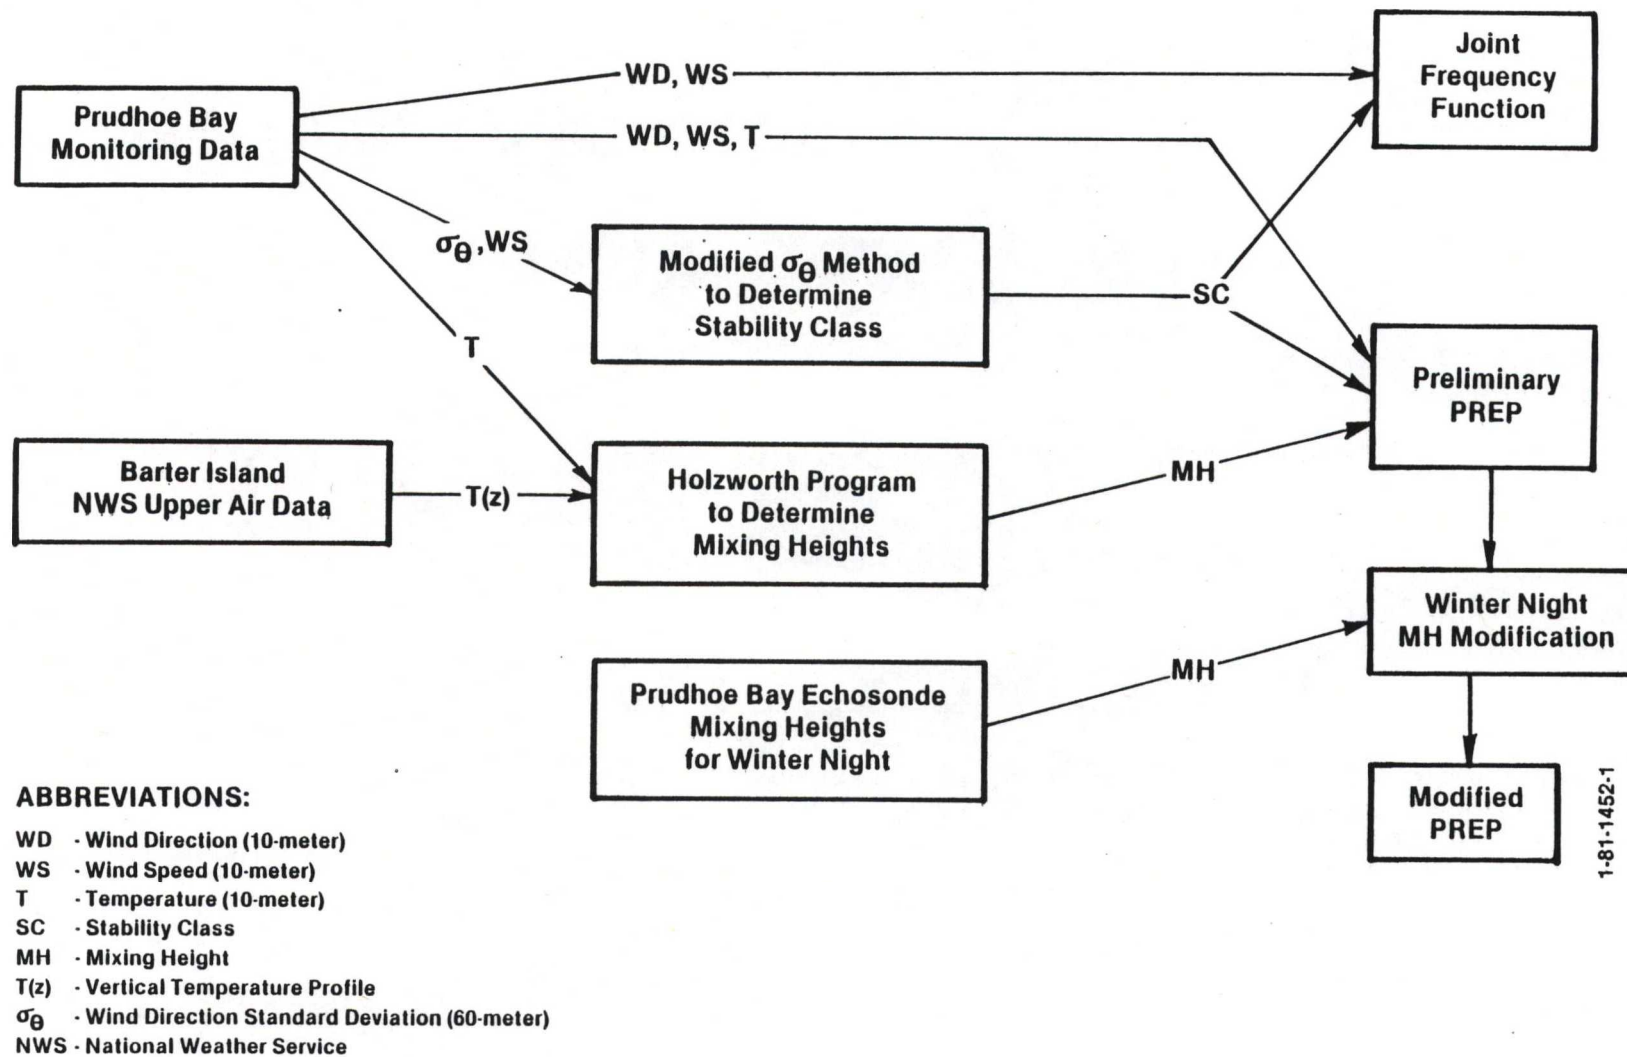 Joint
Frequency
Function
WD, WS
Prudhoe Bay
Monitoring Data
WD, WS, T
σθ,WS
Modified σθ Method
to Determine
Stability Class
SC
T
Preliminary
PREP
Barter Island
NWS Upper Air Data
T(z)
Holzworth Program
to Determine
Mixing Heights
MH
Winter Night
MH Modification
Prudhoe Bay Echosonde
Mixing Heights
for Winter Night
MH
Modified
PREP
1-81-1452-1
ABBREVIATIONS:
WD - Wind Direction (10-meter)
WS - Wind Speed (10-meter)
T - Temperature (10-meter)
SC - Stability Class
MH - Mixing Height
T(z) - Vertical Temperature Profile
σθ - Wind Direction Standard Deviation (60-meter)
NWS - National Weather Service